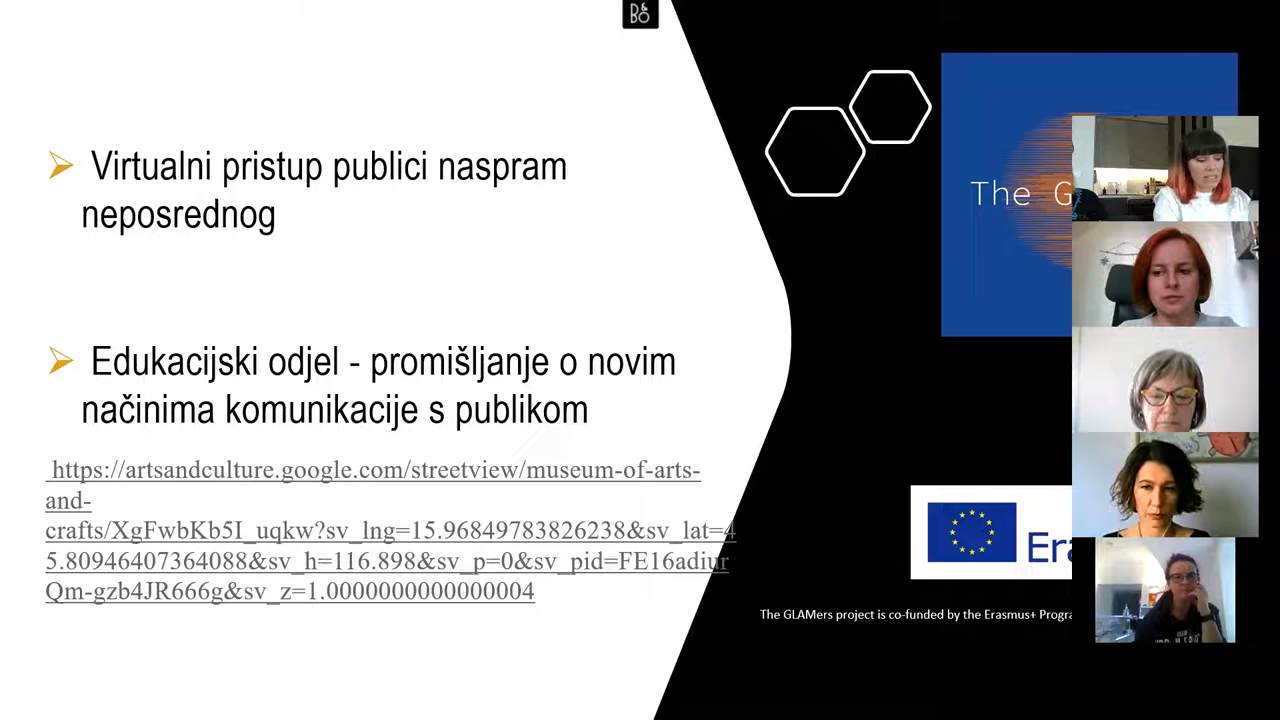 B&O
Virtualni pristup publici naspram
neposrednog
Edukacijski odjel - promišljanje o novim
načinima komunikacije s publikom
https://artsandculture.google.com/streetview/museum-of-arts-
and-
crafts/XgFwbKb5I_uqkw?sv_lng=15.96849783826238&sv_lat=4
5.80946407364088&sv_h=116.898&sv_p=0&sv_pid=FE16adiur
Qm-gzb4JR666g&sv_z=1.0000000000000004
The G
Era
The GLAMers project is co-funded by the Erasmus+ Progra